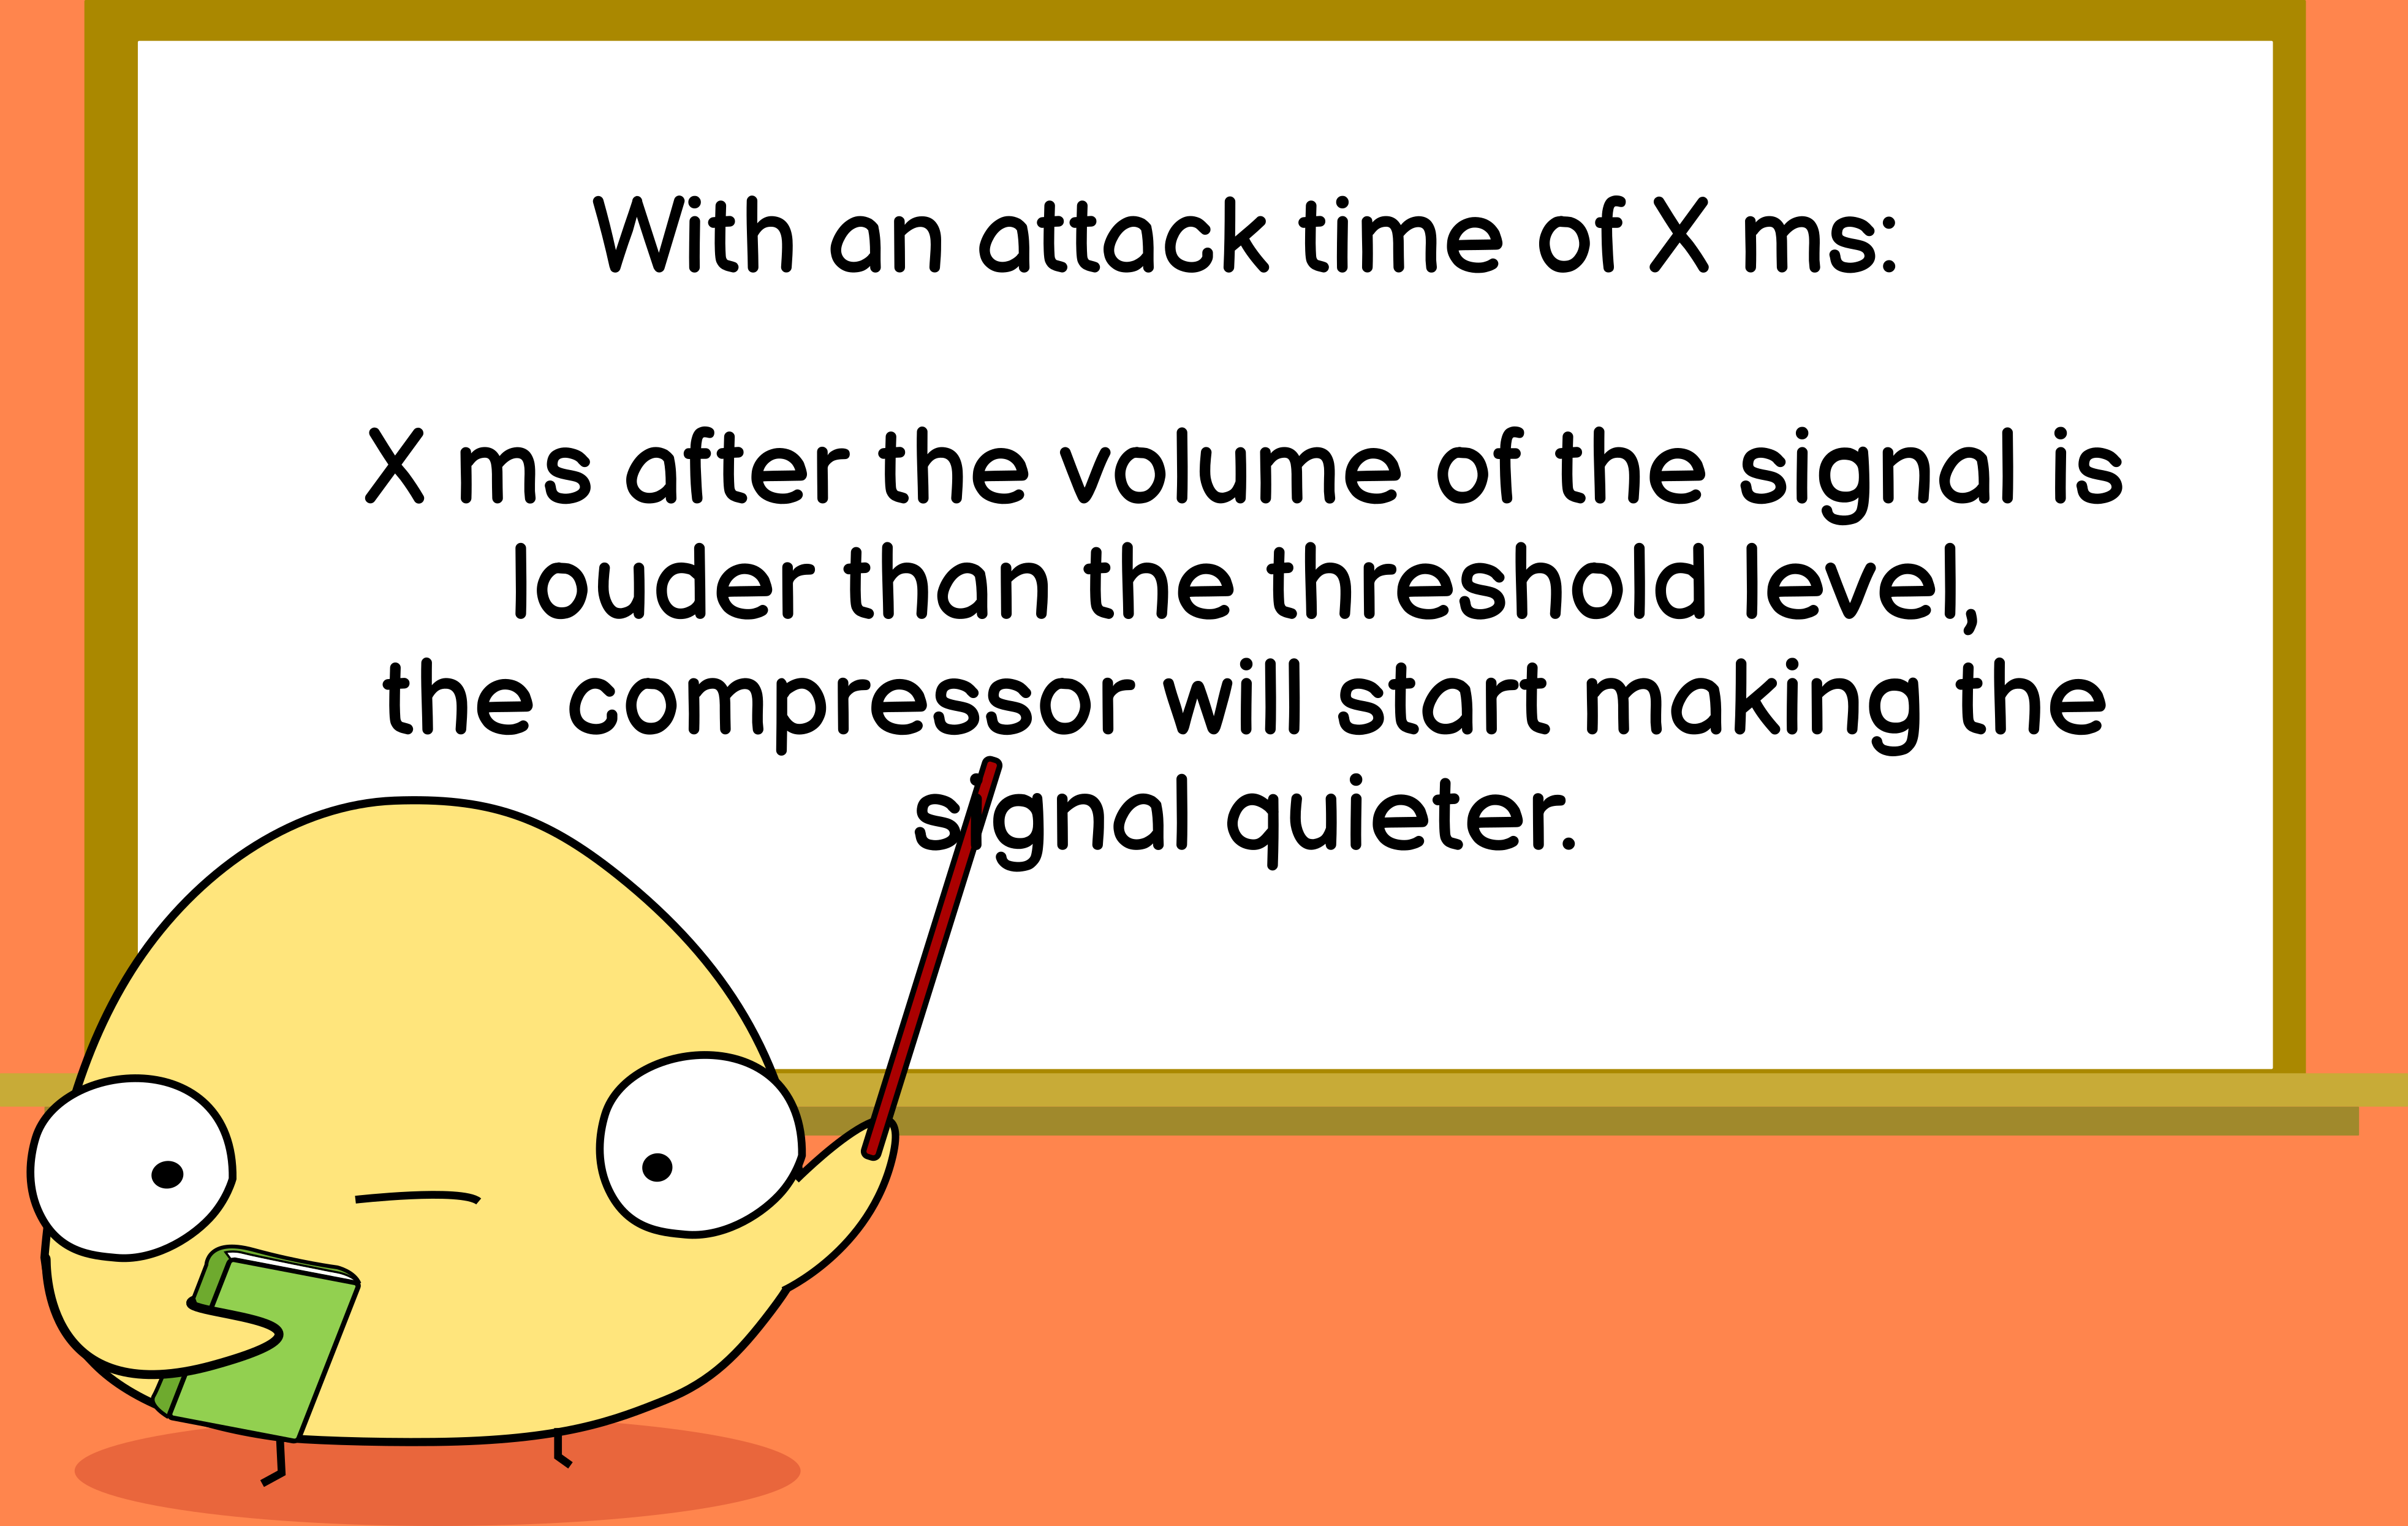 With an attack time of X ms:
X ms after the volume of the signal is
louder than the threshold level,
the compressor will start making the
signal quieter.